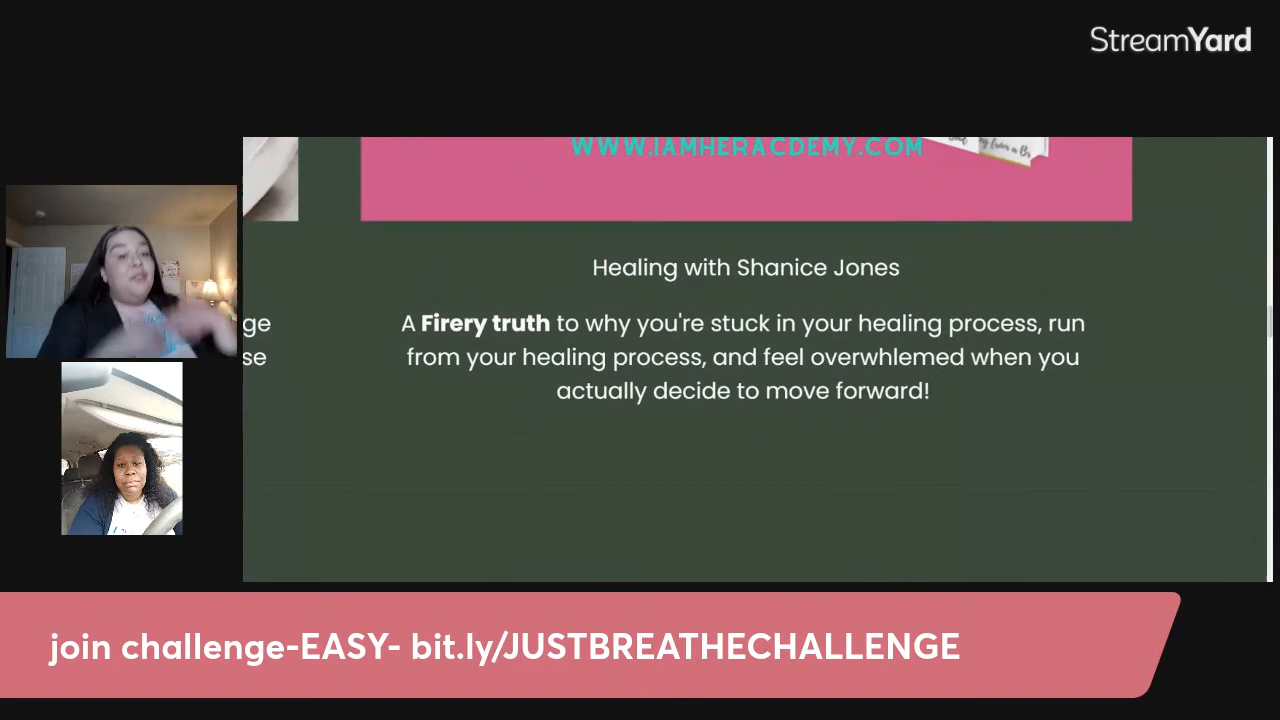 StreamYard
WWW.IAMHERACDEMY.COM
Healing with Shanice Jones
A Firery truth to why you're stuck in your healing process, run
from your healing process, and feel overwhlemed when you
actually decide to move forward!
ge
se
join challenge-EASY- bit.ly/JUSTBREATHECHALLENGE